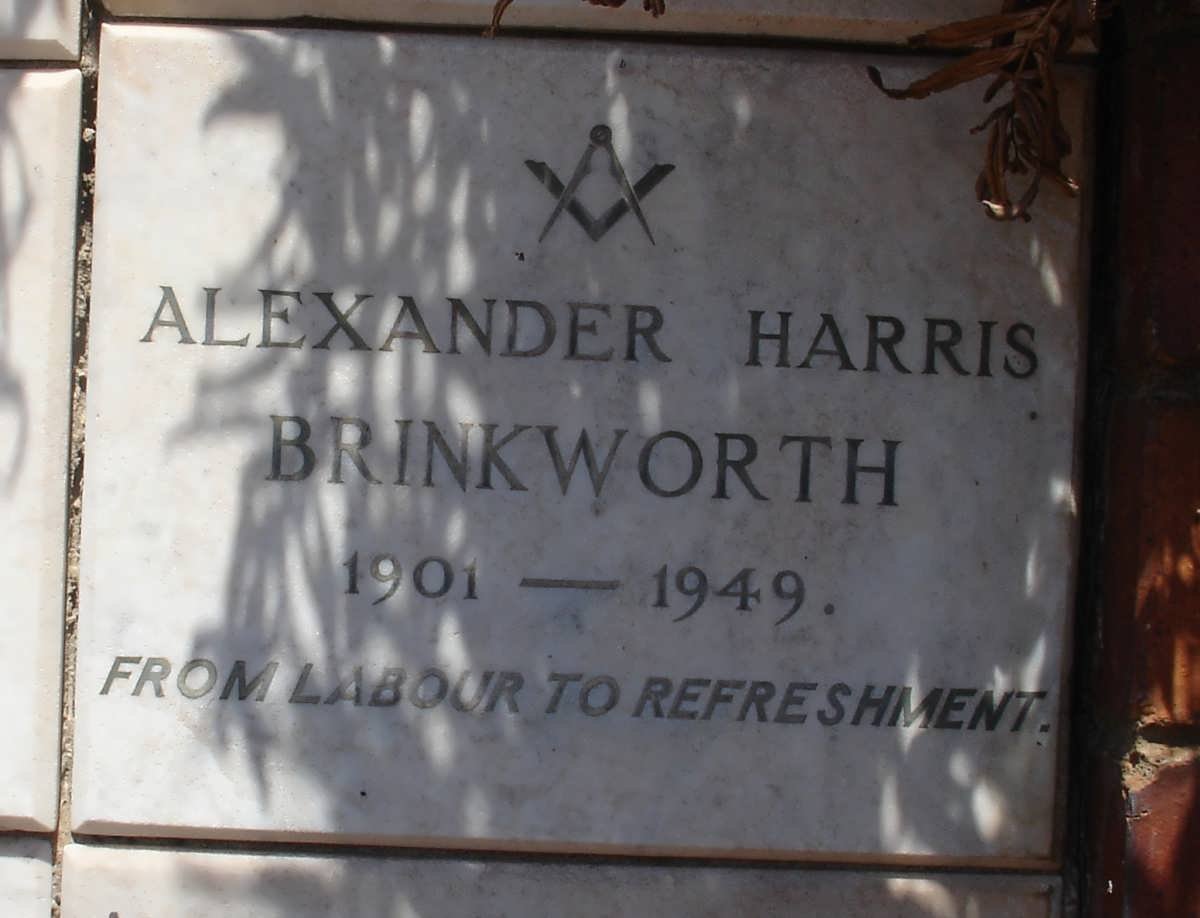 ALEXANDER HARRIS
BRINKWORTH
1901 — 1949.
FROM LABOUR TO REFRESHMENT.